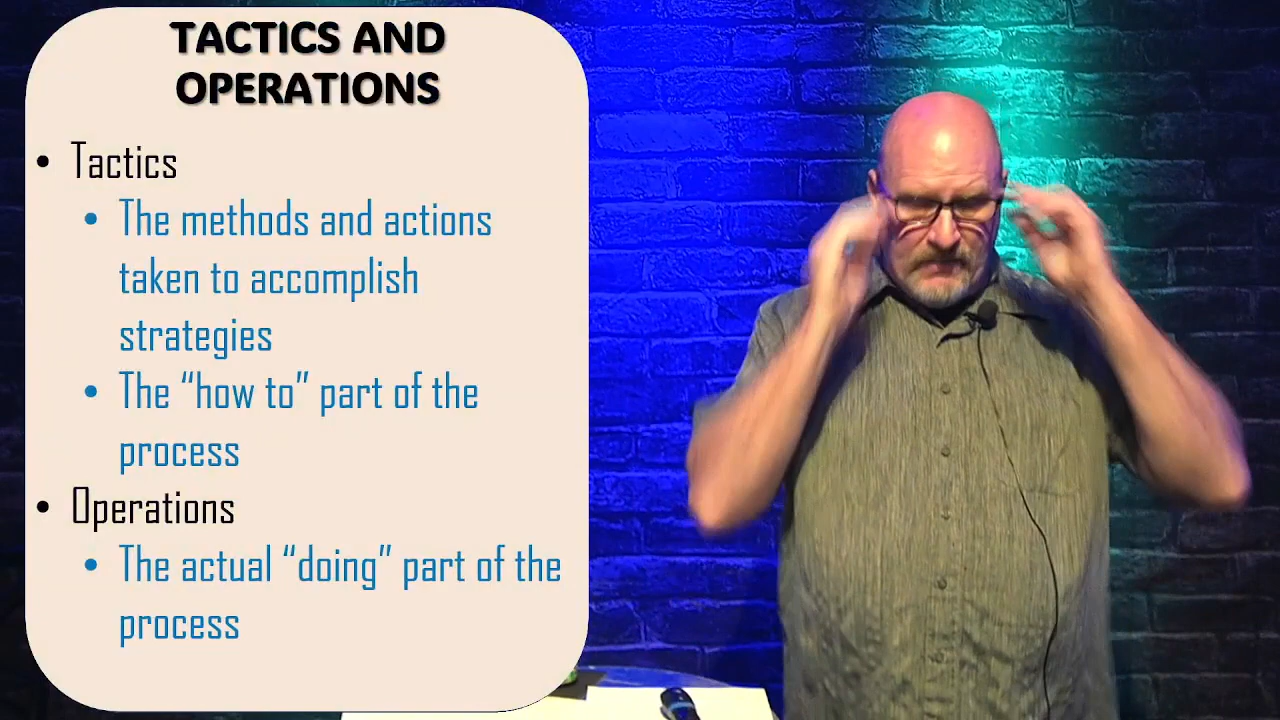 TACTICS AND
OPERATIONS
• Tactics
• The methods and actions
taken to accomplish
strategies
• The “how to” part of the
process
• Operations
• The actual “doing” part of the
process